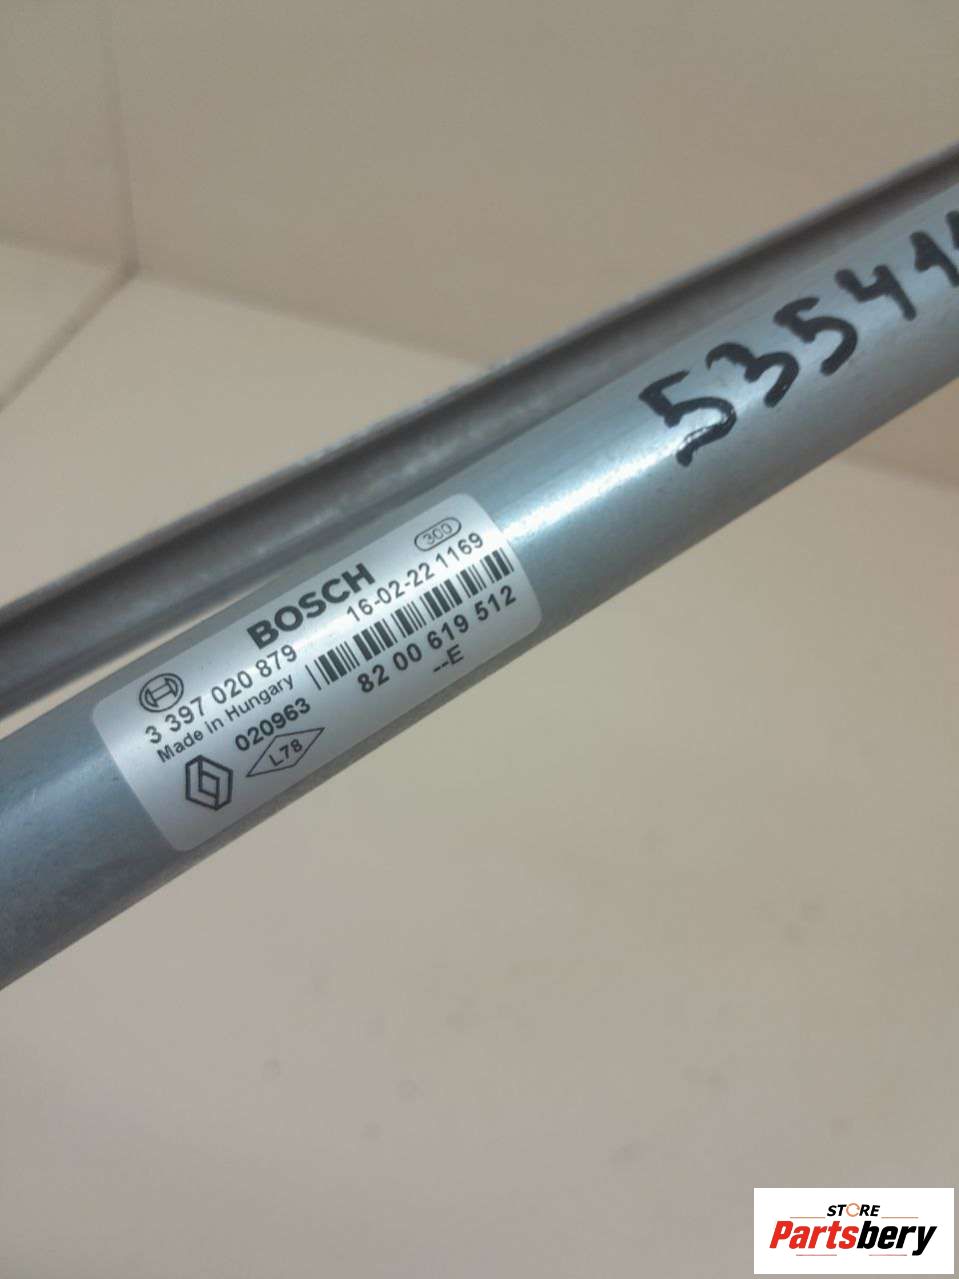 53541
300
BOSCH
16-02-22 1169
3 397 020 879
Made in Hungary
82 00 619 512
--E
020963
L78
STORE
Partsbery